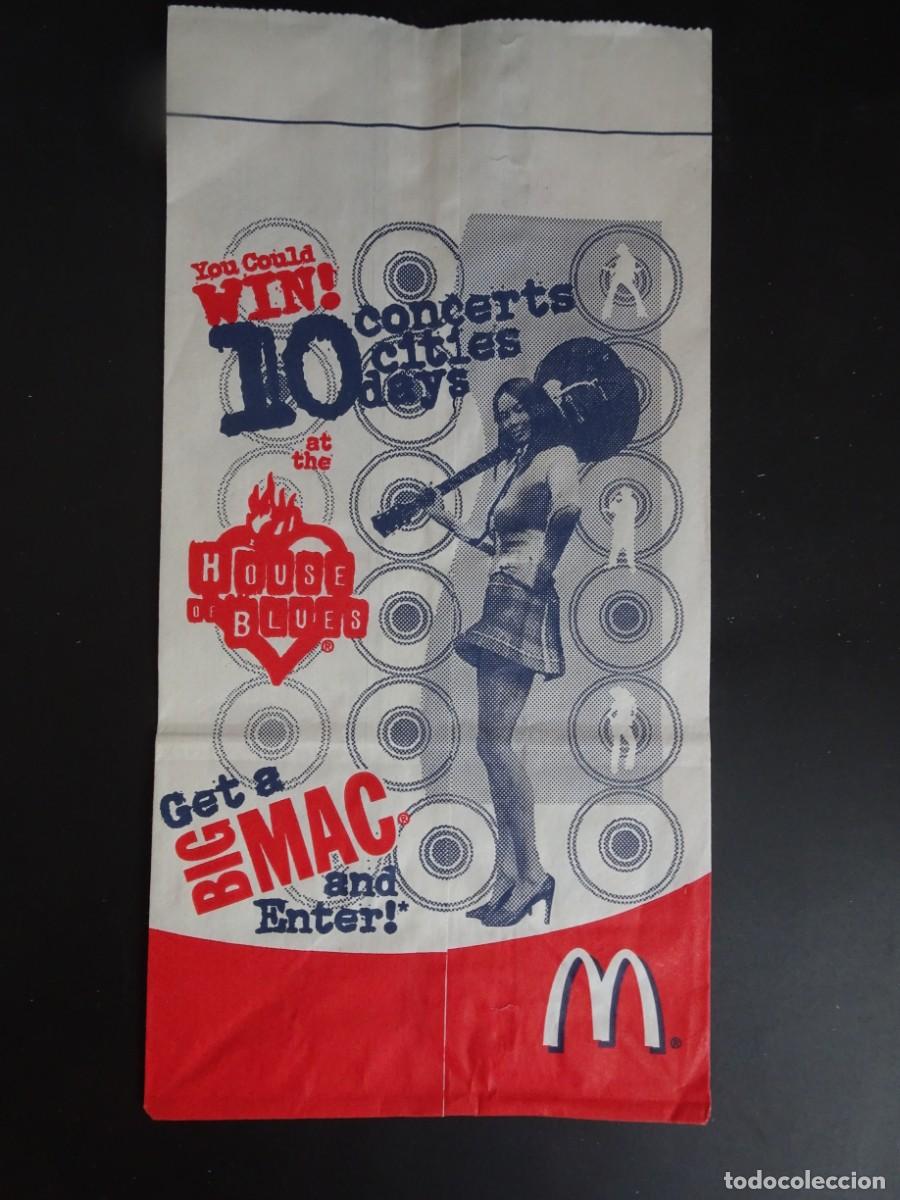 You Could
WIN!
10 concerts
cities
days
at
the
HOUSE
OF BLUES®
Get a
BIG MAC®
and
Enter!*
M®
todocoleccion